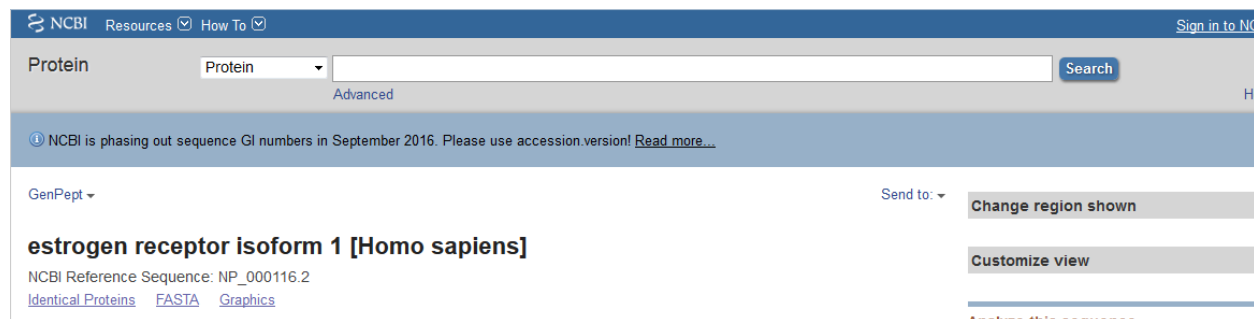 NCBI Resources How To Sign in to NC
Protein Protein Search
Advanced H
NCBI is phasing out sequence GI numbers in September 2016. Please use accession.version! Read more...
GenPept Send to:
Change region shown
estrogen receptor isoform 1 [Homo sapiens]
Customize view
NCBI Reference Sequence: NP_000116.2
Identical Proteins FASTA Graphics